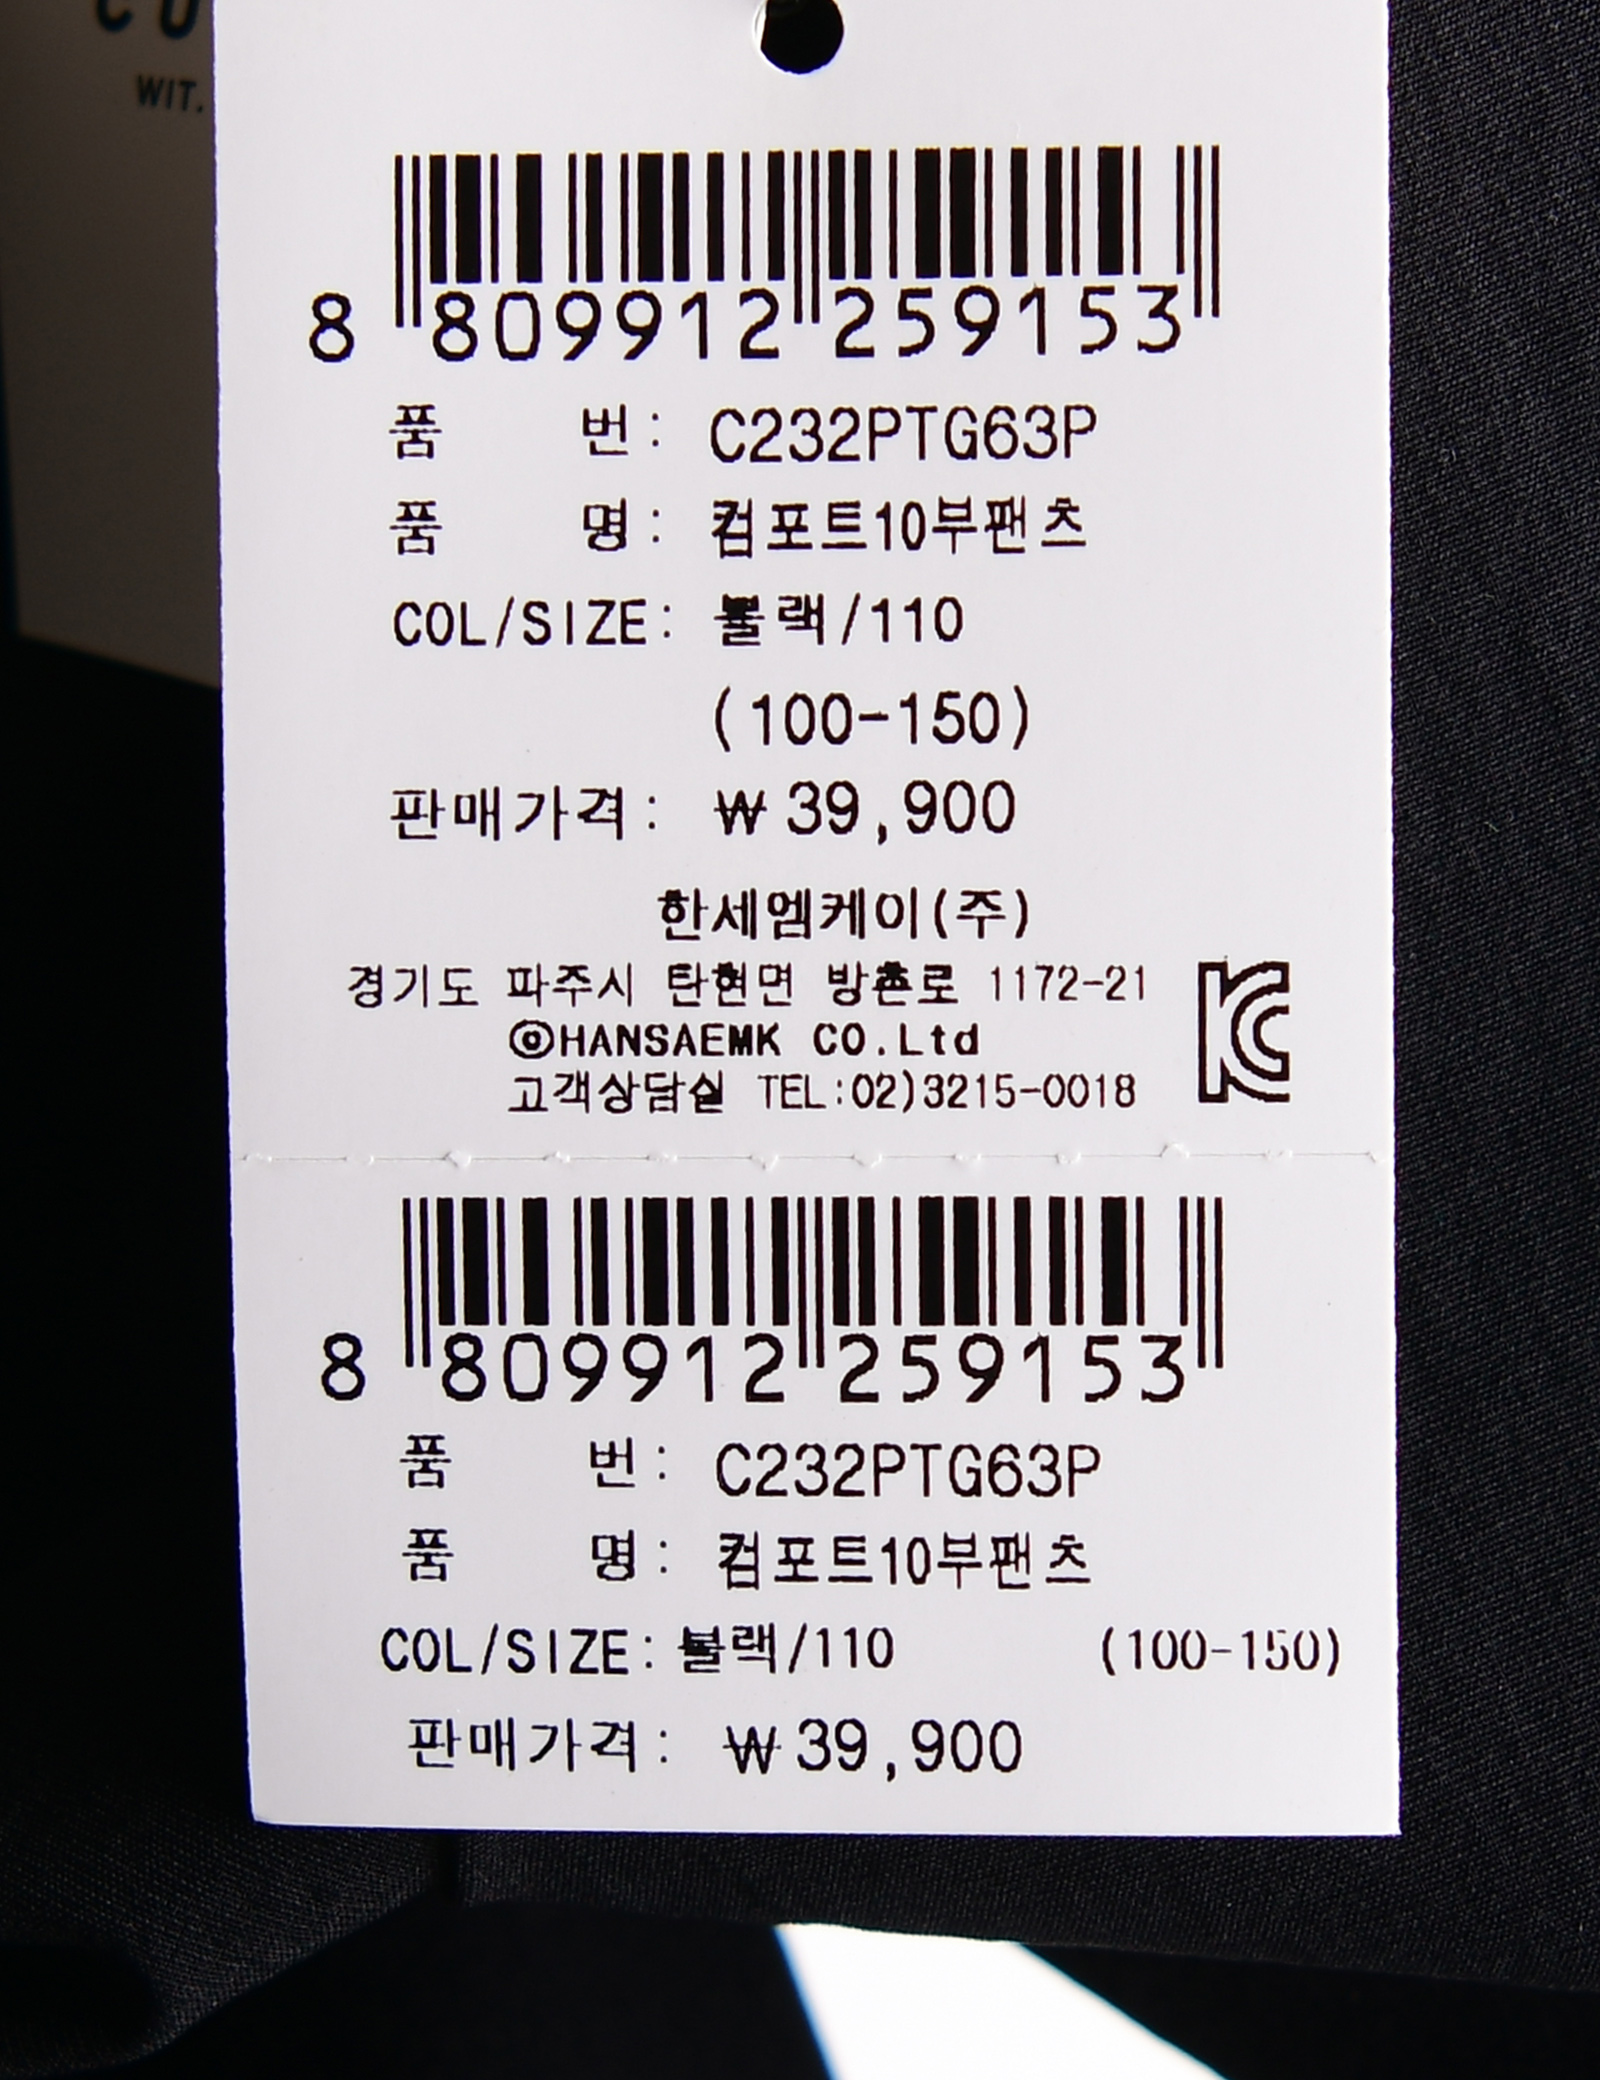 CU
WIT.
8 809912 259153
품 번: C232PTG63P
품 명: 컴포트10부팬츠
COL/SIZE: 블랙/110
(100-150)
판매가격: ₩39,900
한세엠케이(주)
경기도 파주시 탄현면 방촌로 1172-21
◎HANSAEMK CO.Ltd
고객상담실 TEL:02)3215-0018
KC
8 809912 259153
품 번: C232PTG63P
품 명: 컴포트10부팬츠
COL/SIZE: 블랙/110 (100-150)
판매가격: ₩39,900